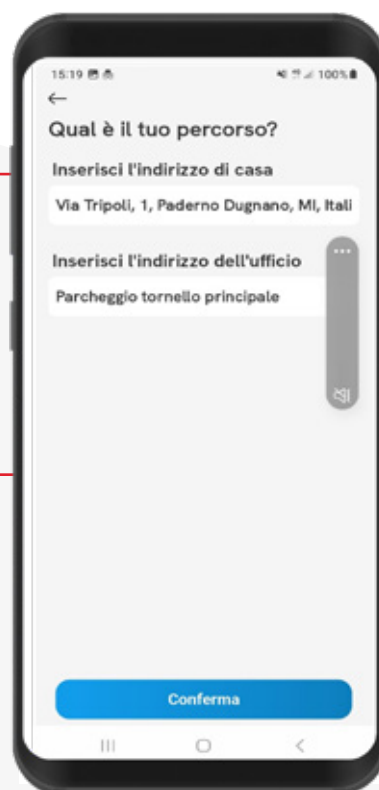 15:19
100%
Qual è il tuo percorso?
Inserisci l'indirizzo di casa
Via Tripoli, 1, Paderno Dugnano, MI, Itali
Inserisci l'indirizzo dell'ufficio
Parcheggio tornello principale
Conferma